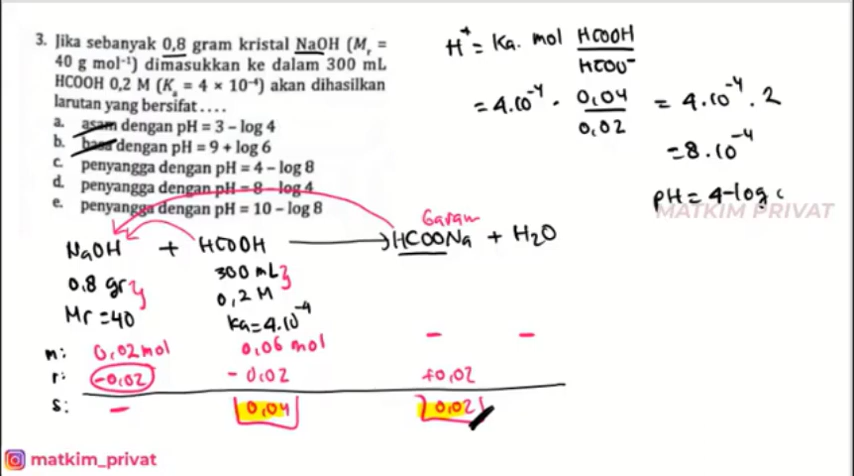 3. Jika sebanyak 0,8 gram kristal NaOH (Mr =
40 g mol⁻¹) dimasukkan ke dalam 300 mL
HCOOH 0,2 M (Ka = 4 × 10⁻⁴) akan dihasilkan
larutan yang bersifat . . . .
a. asam dengan pH = 3 – log 4
b. basa dengan pH = 9 + log 6
c. penyangga dengan pH = 4 – log 8
d. penyangga dengan pH = 8 – log 4
e. penyangga dengan pH = 10 – log 8
H⁺ = Ka. mol HCOOH
HCOO⁻
= 4.10⁻⁴ . 0,04 = 4.10⁻⁴ . 2
0,02
= 8.10⁻⁴
pH = 4-log
MATKIM PRIVAT
Garam
NaOH + HCOOH → HCOONa + H2O
0,8 gr 300 mL
Mr = 40 0,2 M
Ka = 4.10⁻⁴
m: 0,02 mol 0,06 mol - -
r: -0,02 - 0,02 +0,02
s: - 0,04 0,02
matkim_privat